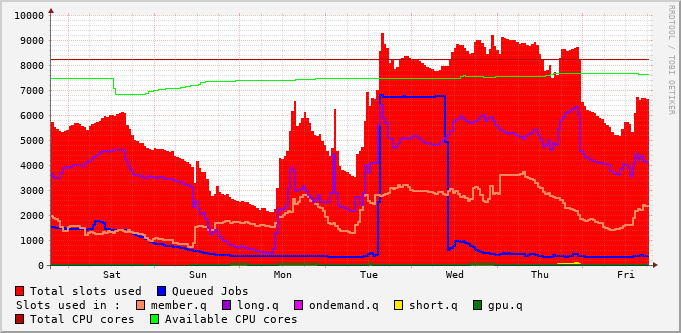 10000
9000
8000
7000
6000
5000
4000
3000
2000
1000
0
Sat Sun Mon Tue Wed Thu Fri
RRDTOOL / TOBI OETIKER
Total slots used Queued Jobs
Slots used in : member.q long.q ondemand.q short.q gpu.q
Total CPU cores Available CPU cores